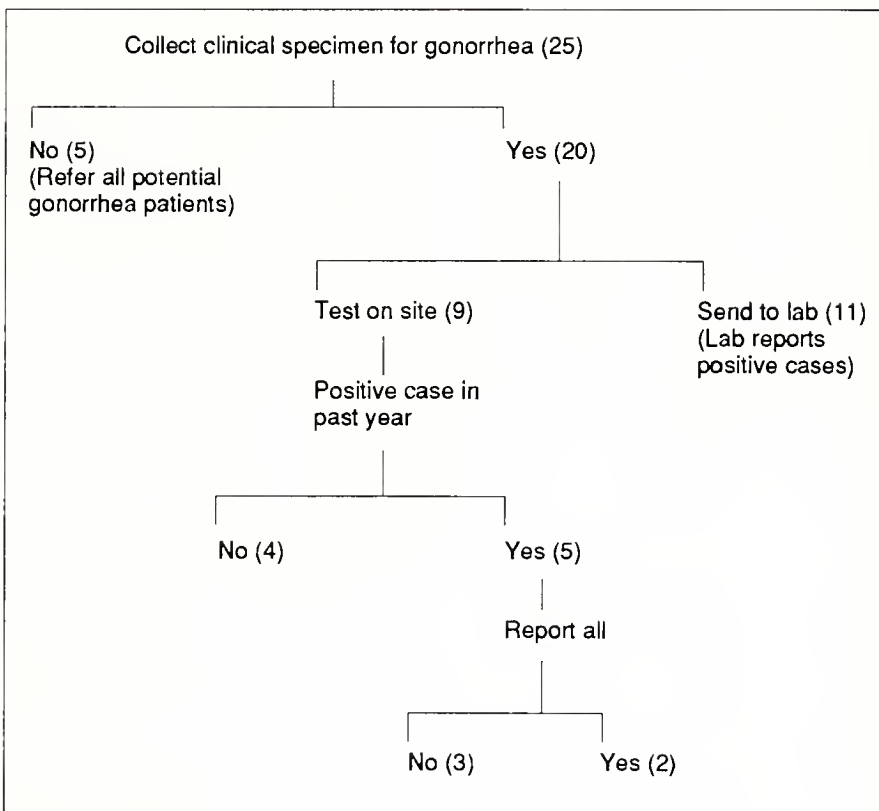 Collect clinical specimen for gonorrhea (25)
No (5)
(Refer all potential
gonorrhea patients)
Yes (20)
Test on site (9)
Send to lab (11)
(Lab reports
positive cases)
Positive case in
past year
No (4)
Yes (5)
Report all
No (3)
Yes (2)